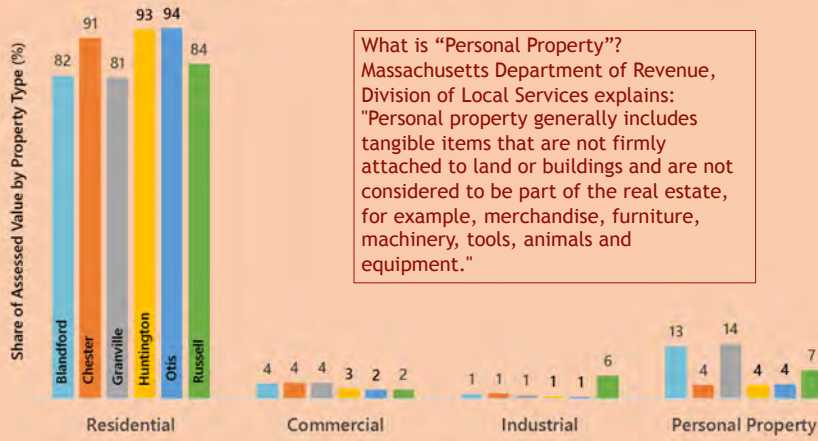 Share of Assessed Value by Property Type (%)
82
91
81
93
94
84
Blandford
Chester
Granville
Huntington
Otis
Russell
Residential
What is “Personal Property”?
Massachusetts Department of Revenue,
Division of Local Services explains:
"Personal property generally includes
tangible items that are not firmly
attached to land or buildings and are not
considered to be part of the real estate,
for example, merchandise, furniture,
machinery, tools, animals and
equipment."
4
4
4
3
2
2
Commercial
1
1
1
1
1
6
Industrial
13
4
14
4
4
7
Personal Property